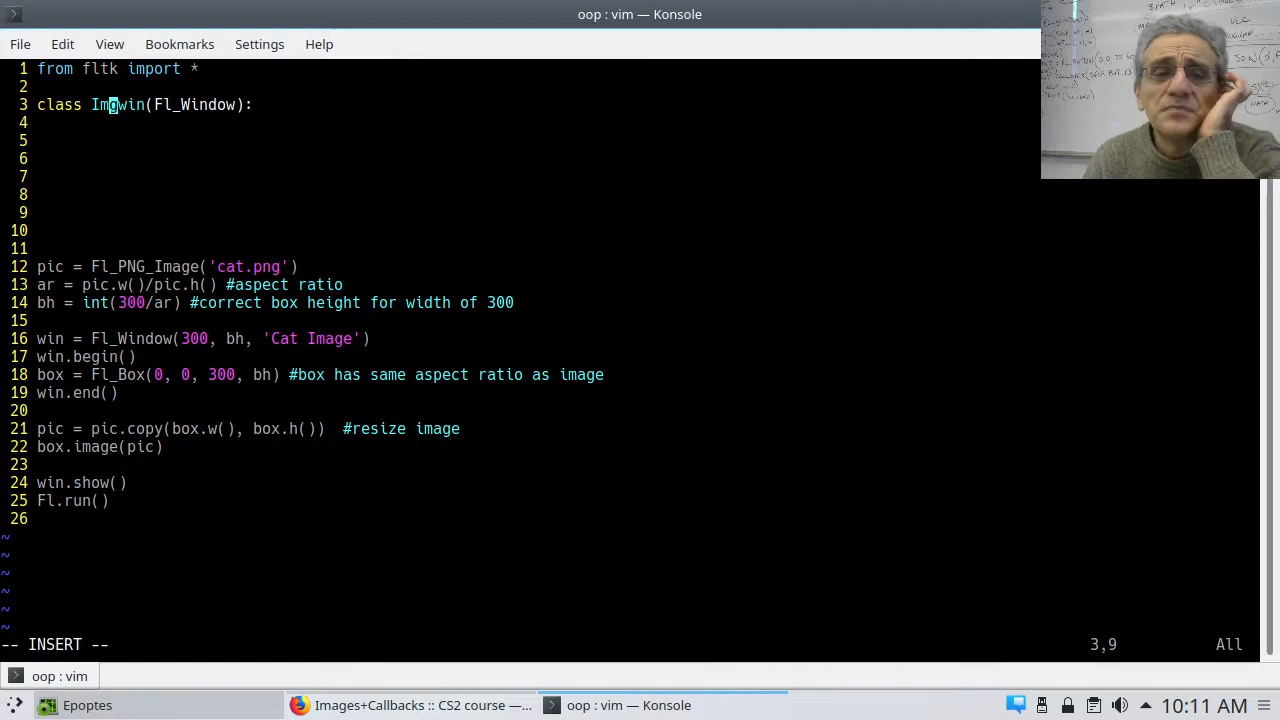 oop : vim — Konsole
File Edit View Bookmarks Settings Help
1 from fltk import *
2
3 class Imgwin(Fl_Window):
4
5
6
7
8
9
10
11
12 pic = Fl_PNG_Image('cat.png')
13 ar = pic.w()/pic.h() #aspect ratio
14 bh = int(300/ar) #correct box height for width of 300
15
16 win = Fl_Window(300, bh, 'Cat Image')
17 win.begin()
18 box = Fl_Box(0, 0, 300, bh) #box has same aspect ratio as image
19 win.end()
20
21 pic = pic.copy(box.w(), box.h())  #resize image
22 box.image(pic)
23
24 win.show()
25 Fl.run()
26
~
~
~
~
~
~
-- INSERT -- 3,9 All
oop : vim
Epoptes Images+Callbacks :: CS2 course —... oop : vim — Konsole 10:11 AM